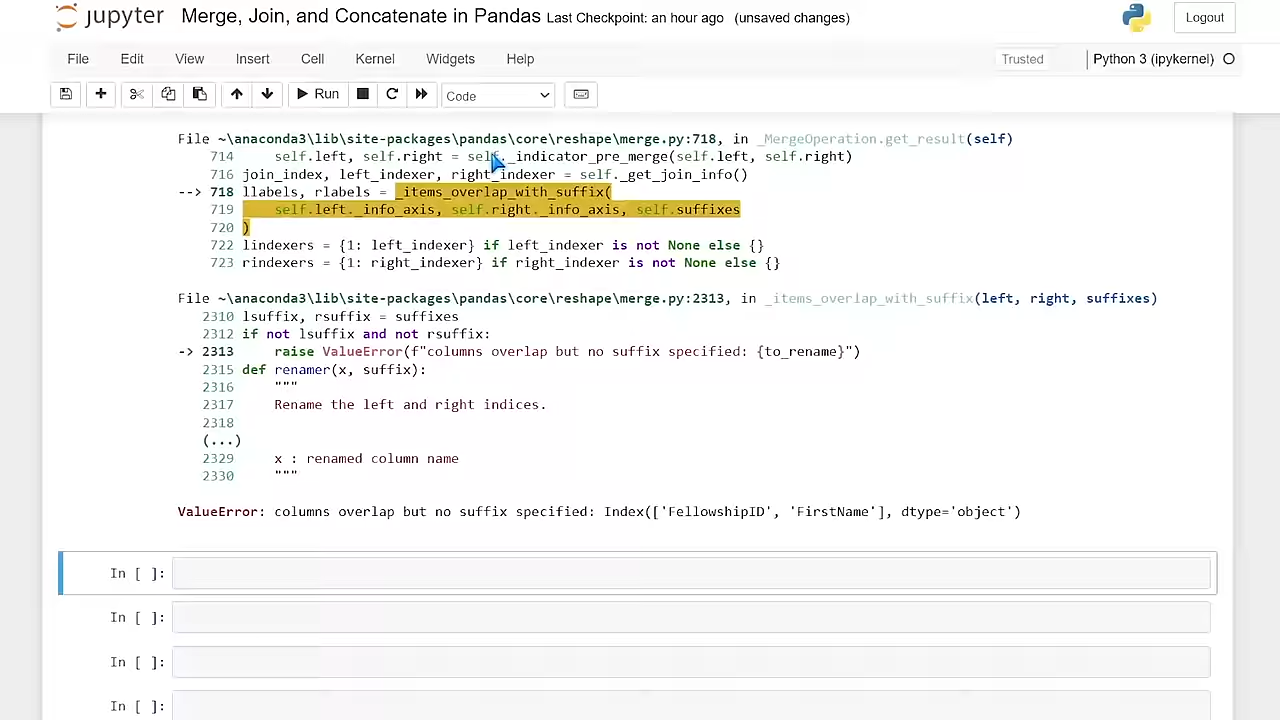 jupyter Merge, Join, and Concatenate in Pandas Last Checkpoint: an hour ago (unsaved changes) Logout
File Edit View Insert Cell Kernel Widgets Help Trusted Python 3 (ipykernel)
Run Code
File ~\anaconda3\lib\site-packages\pandas\core\reshape\merge.py:718, in _MergeOperation.get_result(self)
714     self.left, self.right = self._indicator_pre_merge(self.left, self.right)
716 join_index, left_indexer, right_indexer = self._get_join_info()
--> 718 llabels, rlabels = _items_overlap_with_suffix(
719     self.left._info_axis, self.right._info_axis, self.suffixes
720 )
722 lindexers = {1: left_indexer} if left_indexer is not None else {}
723 rindexers = {1: right_indexer} if right_indexer is not None else {}
File ~\anaconda3\lib\site-packages\pandas\core\reshape\merge.py:2313, in _items_overlap_with_suffix(left, right, suffixes)
2310 lsuffix, rsuffix = suffixes
2312 if not lsuffix and not rsuffix:
-> 2313     raise ValueError(f"columns overlap but no suffix specified: {to_rename}")
2315 def renamer(x, suffix):
2316     """
2317     Rename the left and right indices.
2318
(...)
2329     x : renamed column name
2330     """
ValueError: columns overlap but no suffix specified: Index(['FellowshipID', 'FirstName'], dtype='object')
In [ ]:
In [ ]:
In [ ]:
In [ ]: